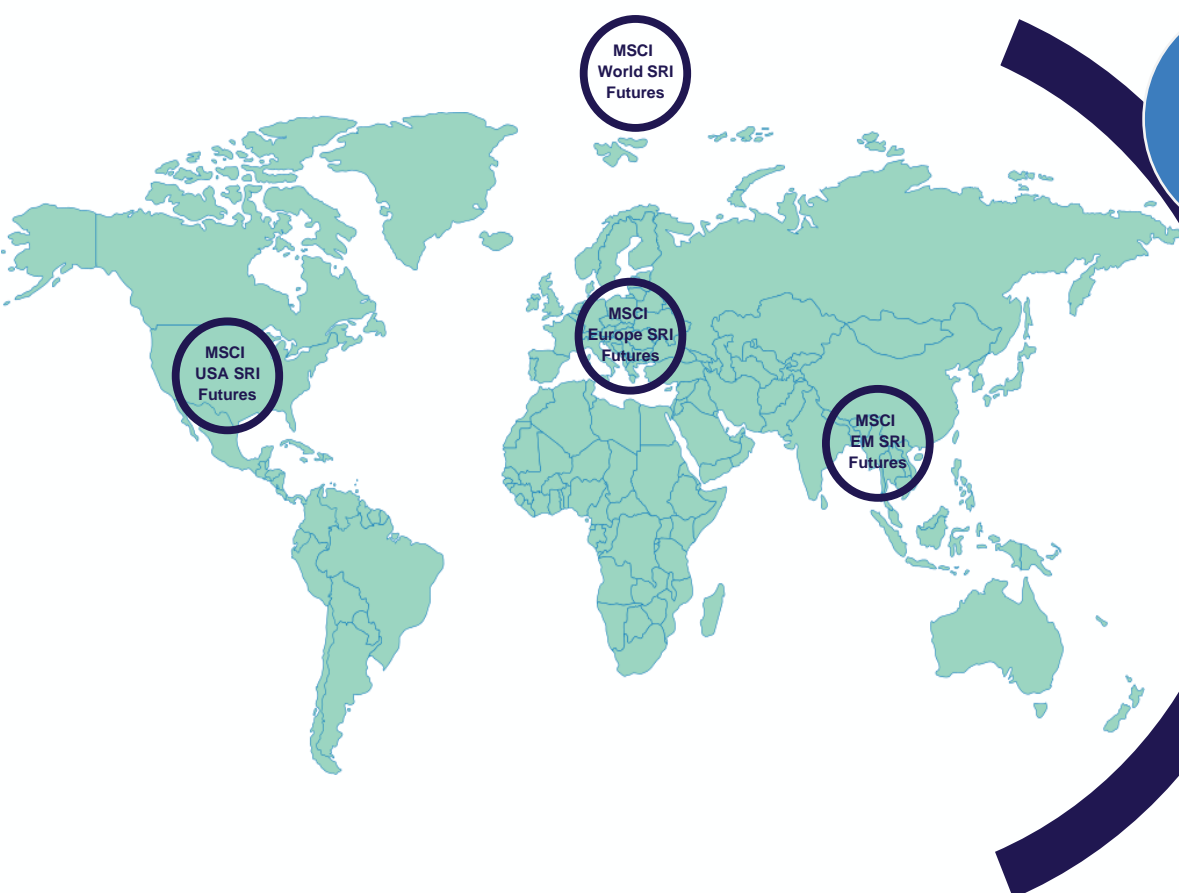 MSCI
World SRI
Futures
MSCI
Europe SRI
Futures
MSCI
USA SRI
Futures
MSCI
EM SRI
Futures